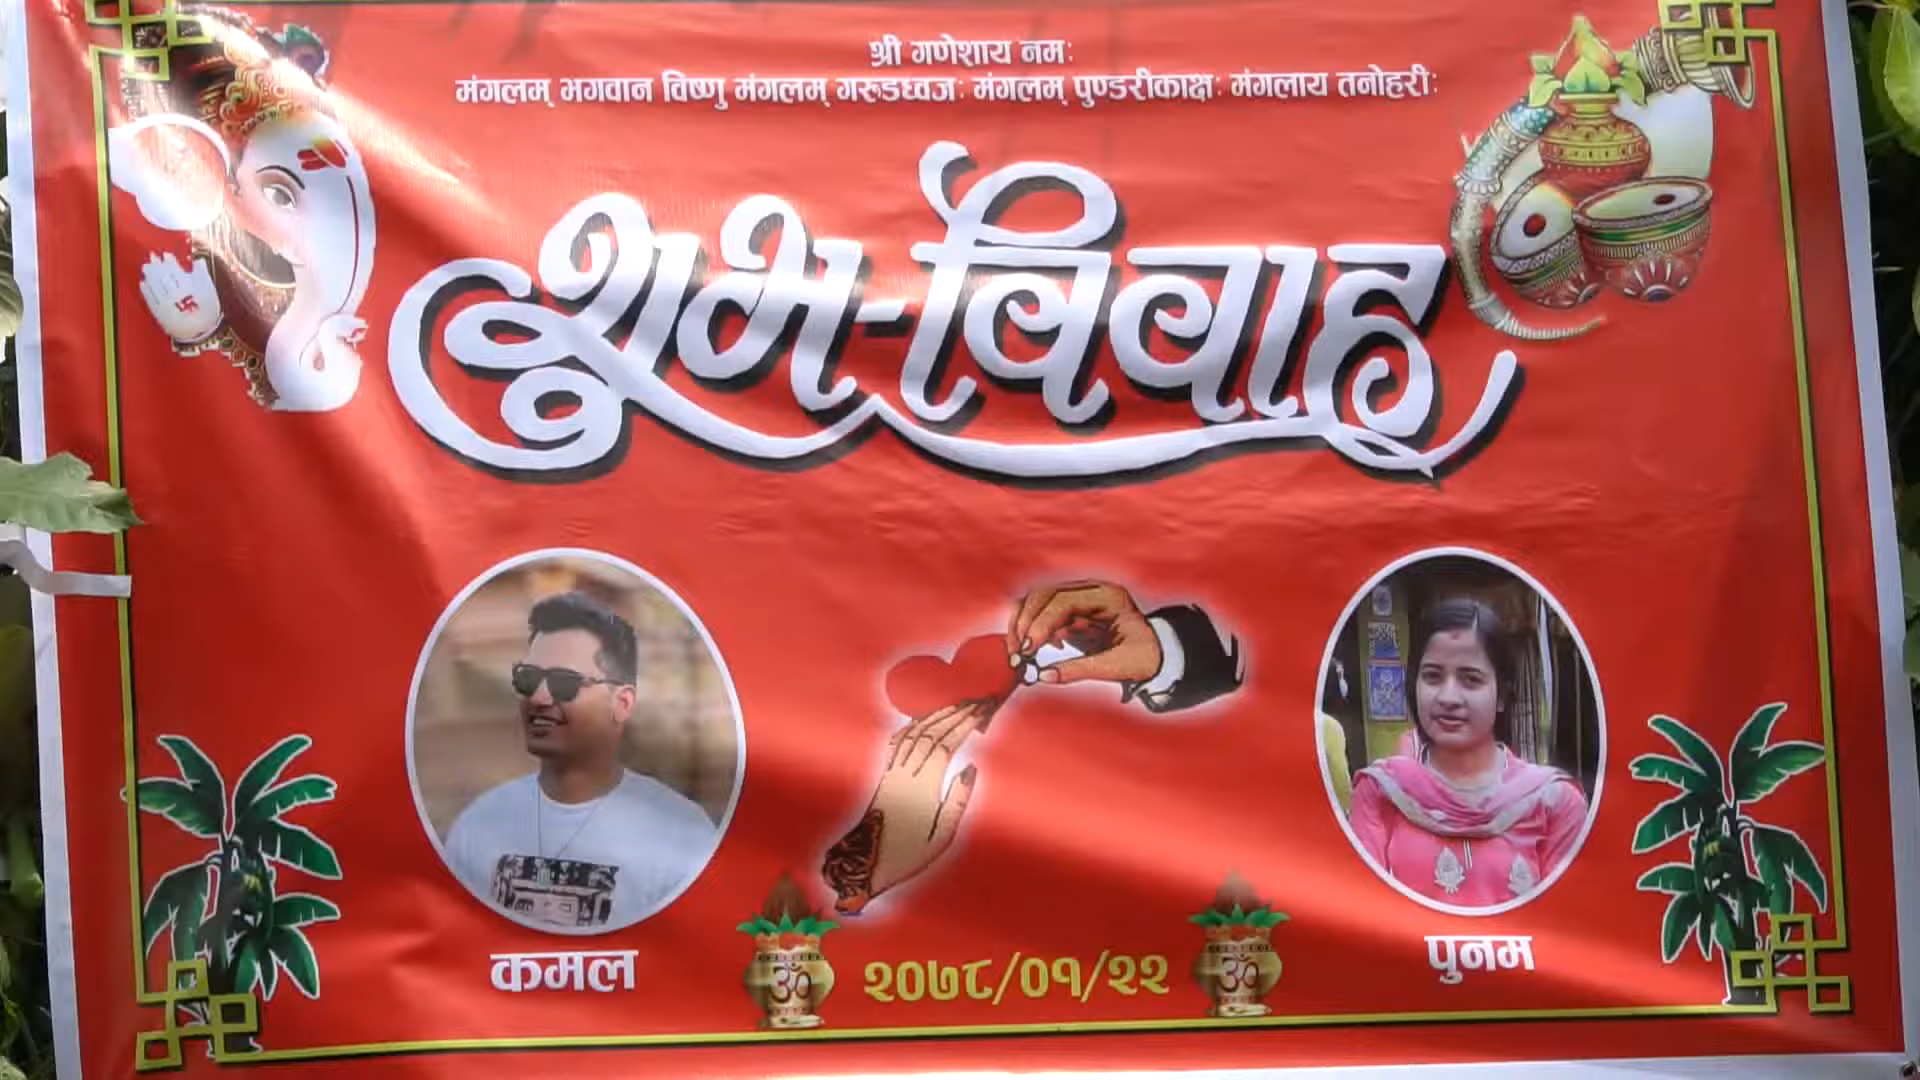 श्री गणेशाय नमः
मंगलम् भगवान विष्णु मंगलम् गरुडध्वजः मंगलम् पुण्डरीकाक्षः मंगलाय तनोहरीः
शुभ-विवाह
कमल
पुनम
ॐ २०७८/०१/२२ ॐ